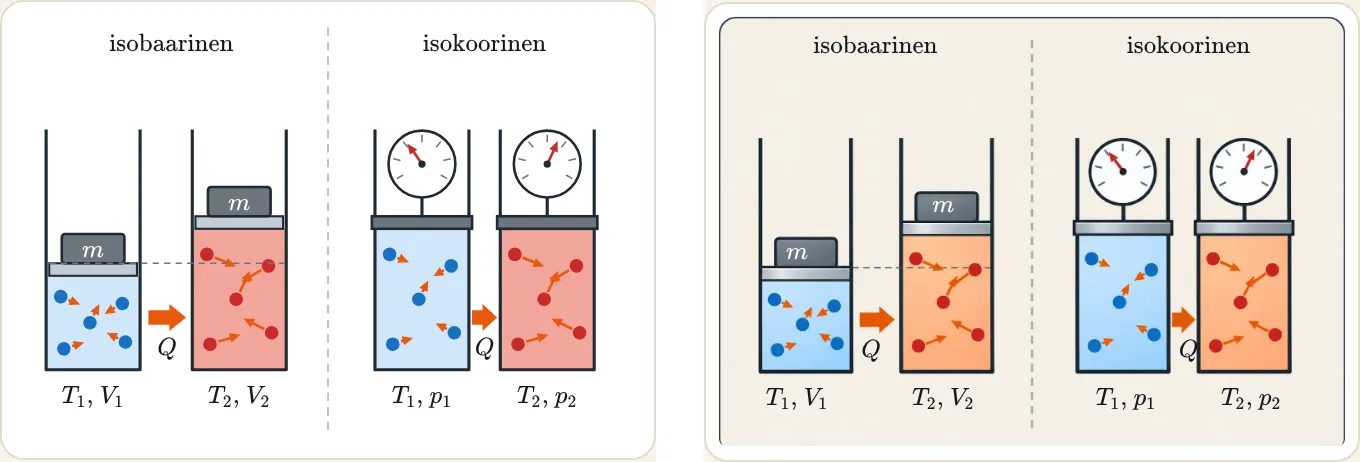 isobaarinen
isokoorinen
m
m
Q
Q
T₁, V₁
T₂, V₂
T₁, p₁
T₂, p₂
isobaarinen
isokoorinen
m
m
Q
Q
T₁, V₁
T₂, V₂
T₁, p₁
T₂, p₂